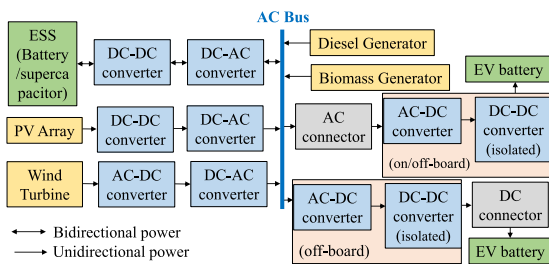 AC Bus
ESS
(Battery
/superca
pacitor)
DC-DC
converter
DC-AC
converter
Diesel Generator
Biomass Generator
EV battery
PV Array
DC-DC
converter
DC-AC
converter
AC
connector
AC-DC
converter
DC-DC
converter
(isolated)
(on/off-board)
Wind
Turbine
AC-DC
converter
DC-AC
converter
AC-DC
converter
DC-DC
converter
(isolated)
(off-board)
DC
connector
EV battery
Bidirectional power
Unidirectional power